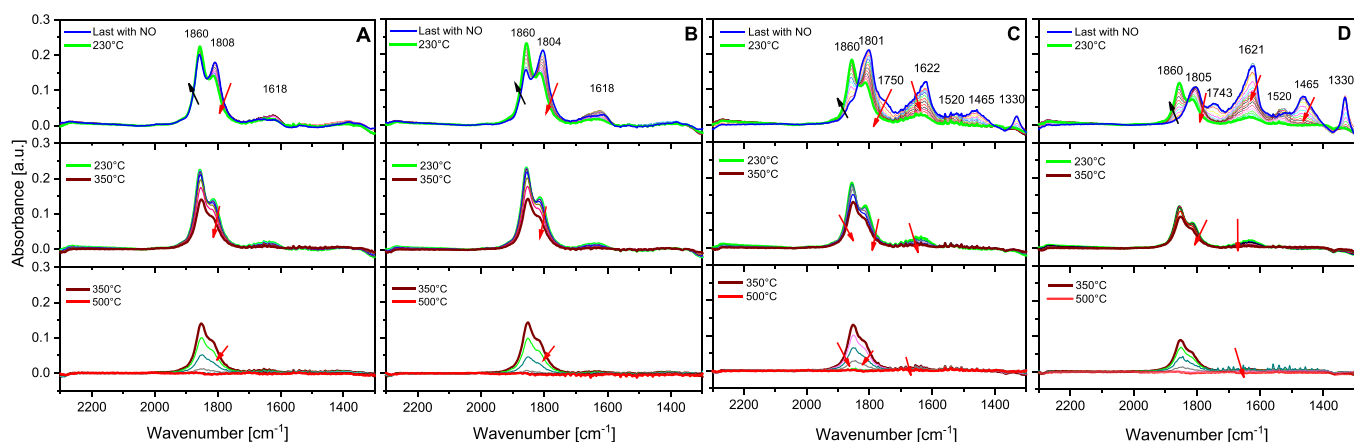 Absorbance [a.u.]
0.3
0.2
0.1
0.0
0.3
0.2
0.1
0.0
0.3
0.2
0.1
0.0
Last with NO
230°C
1860
1808
1618
A
230°C
350°C
350°C
500°C
2200 2000 1800 1600 1400
Wavenumber [cm-1]
Last with NO
230°C
1860
1804
1618
B
230°C
350°C
350°C
500°C
2200 2000 1800 1600 1400
Wavenumber [cm-1]
Last with NO
230°C
1860
1801
1750
1622
1520
1465
1330
C
230°C
350°C
350°C
500°C
2200 2000 1800 1600 1400
Wavenumber [cm-1]
Last with NO
230°C
1860
1805
1743
1621
1520
1465
1330
D
230°C
350°C
350°C
500°C
2200 2000 1800 1600 1400
Wavenumber [cm-1]